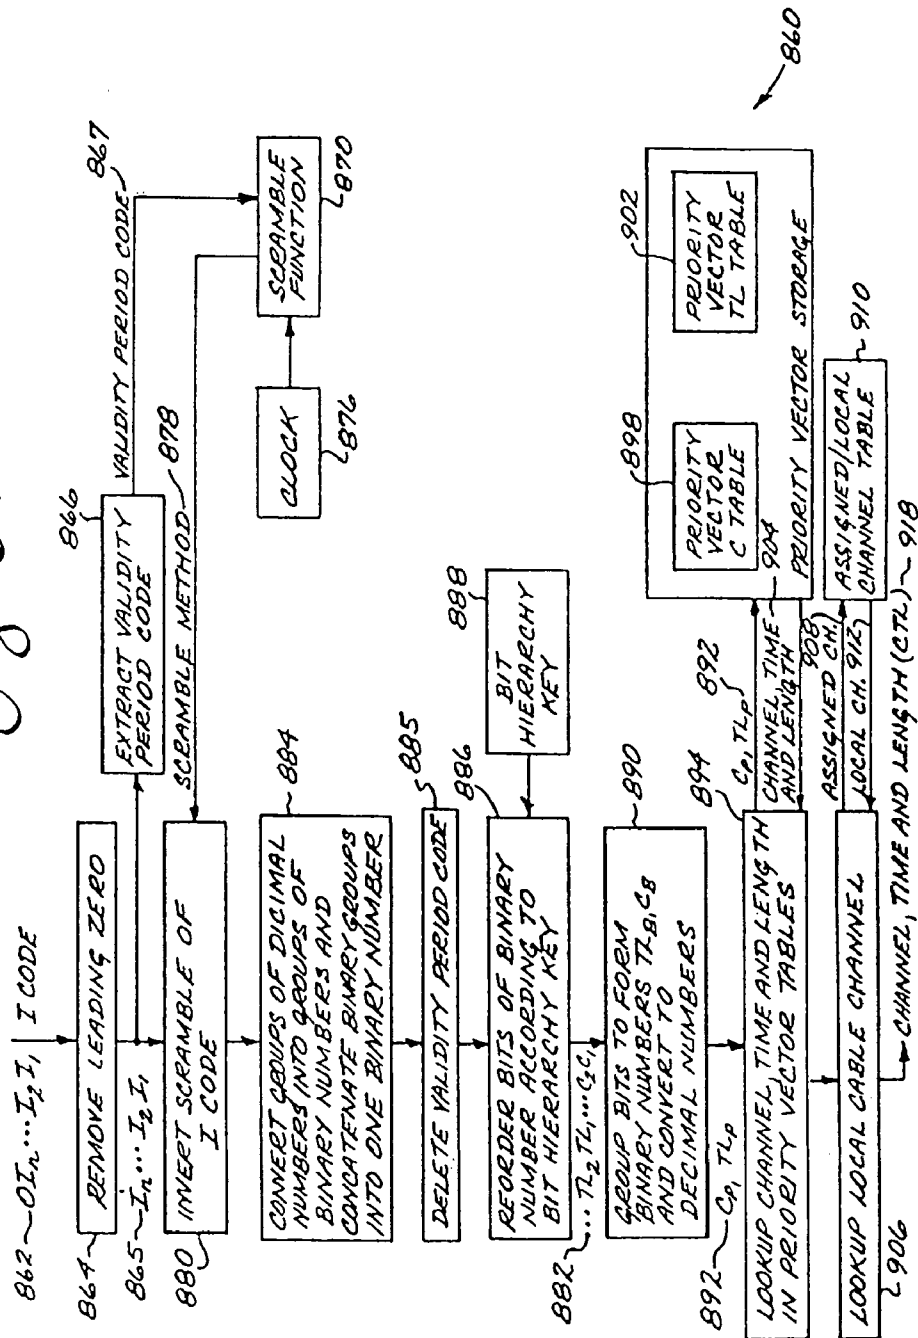 862 OIn...I2 I1 I CODE
864 REMOVE LEADING ZERO
865 In...I2 I1
866
EXTRACT VALIDITY
PERIOD CODE
VALIDITY PERIOD CODE 867
SCRAMBLE METHOD 878
SCRAMBLE
FUNCTION
870
CLOCK
876
INVERT SCRAMBLE OF
I CODE
880
884
CONVERT GROUPS OF DICIMAL
NUMBERS INTO GROUPS OF
BINARY NUMBERS AND
CONCATENATE BINARY GROUPS
INTO ONE BINARY NUMBER
885
DELETE VALIDITY PERIOD CODE
886
REORDER BITS OF BINARY
NUMBER ACCORDING TO
BIT HIERARCHY KEY
888
BIT
HIERARCHY
KEY
882 ...TL2 TL1...C2 C1
890
GROUP BITS TO FORM
BINARY NUMBERS TLB, CB
AND CONVERT TO
DECIMAL NUMBERS
892 Cp, TLp
894
LOOKUP CHANNEL, TIME AND LENGTH
IN PRIORITY VECTOR TABLES
Cp, TLp 892
CHANNEL, TIME 904
AND LENGTH
898
PRIORITY
VECTOR
C TABLE
902
PRIORITY
VECTOR
TL TABLE
PRIORITY VECTOR STORAGE
860
908
ASSIGNED CH.
LOCAL CH. 912
ASSIGNED/LOCAL
CHANNEL TABLE
910
LOOKUP LOCAL CABLE CHANNEL
906
CHANNEL, TIME AND LENGTH (CTL) 918